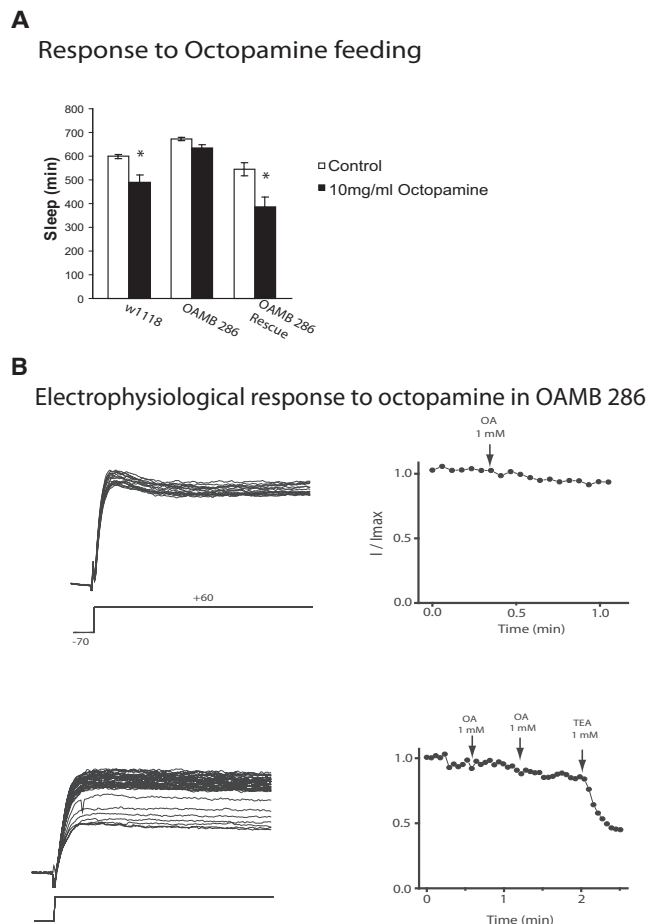 A
Response to Octopamine feeding
800
700
600
500
400
300
200
100
0
Sleep (min)
*
*
Control
10mg/ml Octopamine
w1118
OAMB 286
OAMB 286
Rescue
B
Electrophysiological response to octopamine in OAMB 286
+60
-70
OA
1 mM
1.0
0.5
0.0
I / Imax
0.0 0.5 1.0
Time (min)
OA
1 mM
OA
1 mM
TEA
1 mM
1.0
0.5
0.0
0 1 2
Time (min)